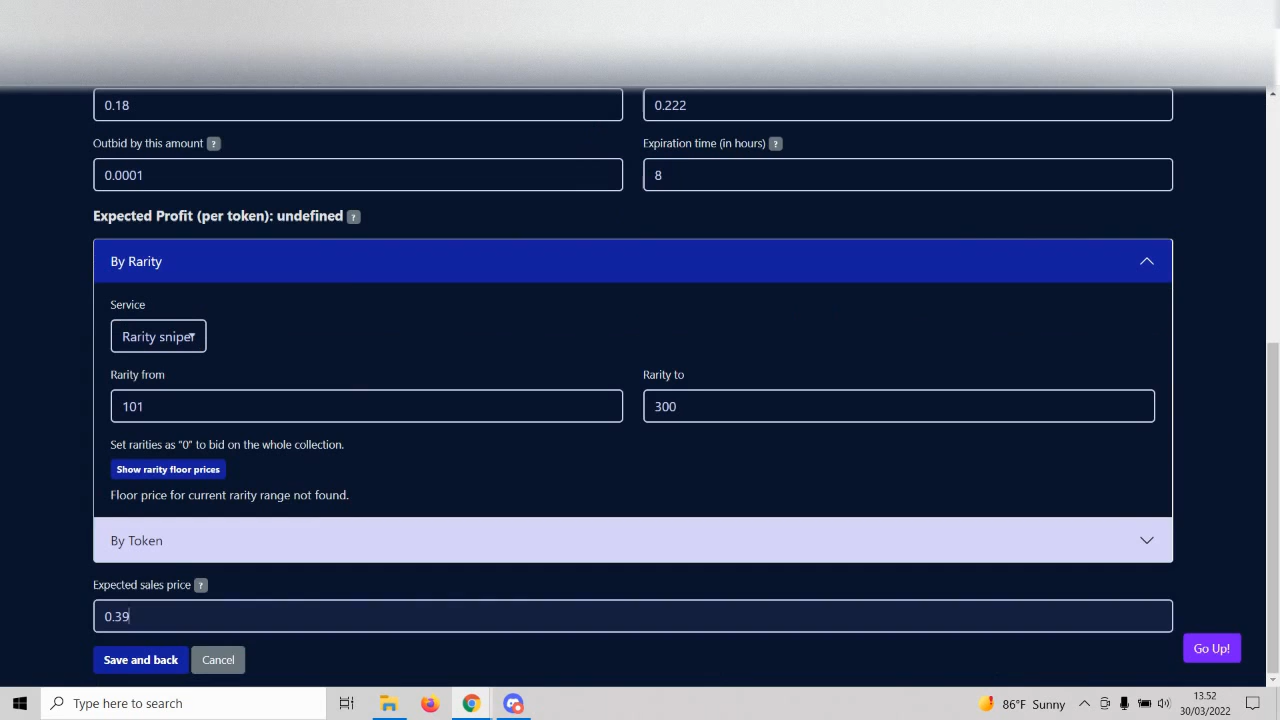 0.18 0.222
Outbid by this amount ? Expiration time (in hours) ?
0.0001 8
Expected Profit (per token): undefined ?
By Rarity
Service
Rarity sniper
Rarity from Rarity to
101 300
Set rarities as "0" to bid on the whole collection.
Show rarity floor prices
Floor price for current rarity range not found.
By Token
Expected sales price ?
0.39
Save and back Cancel
Go Up!
Type here to search 86°F Sunny 13.52
30/03/2022